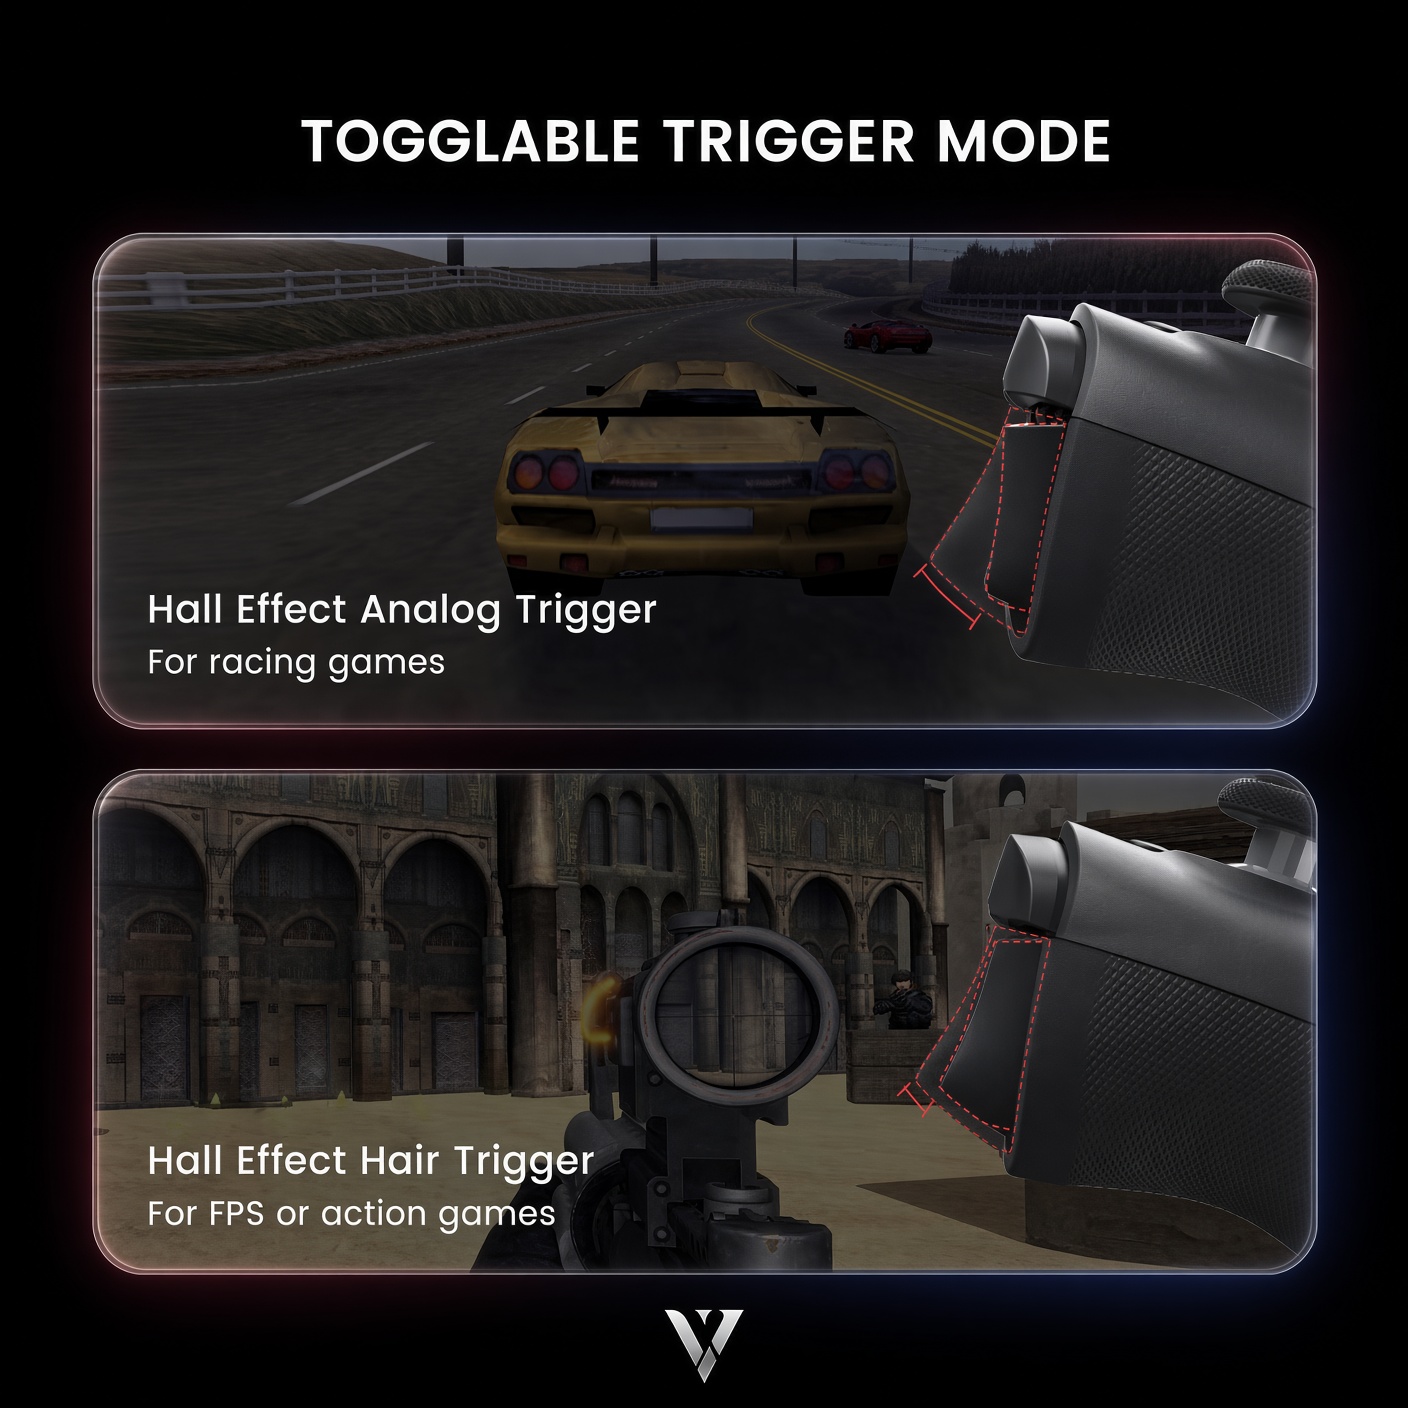 TOGGLABLE TRIGGER MODE
Hall Effect Analog Trigger
For racing games
Hall Effect Hair Trigger
For FPS or action games